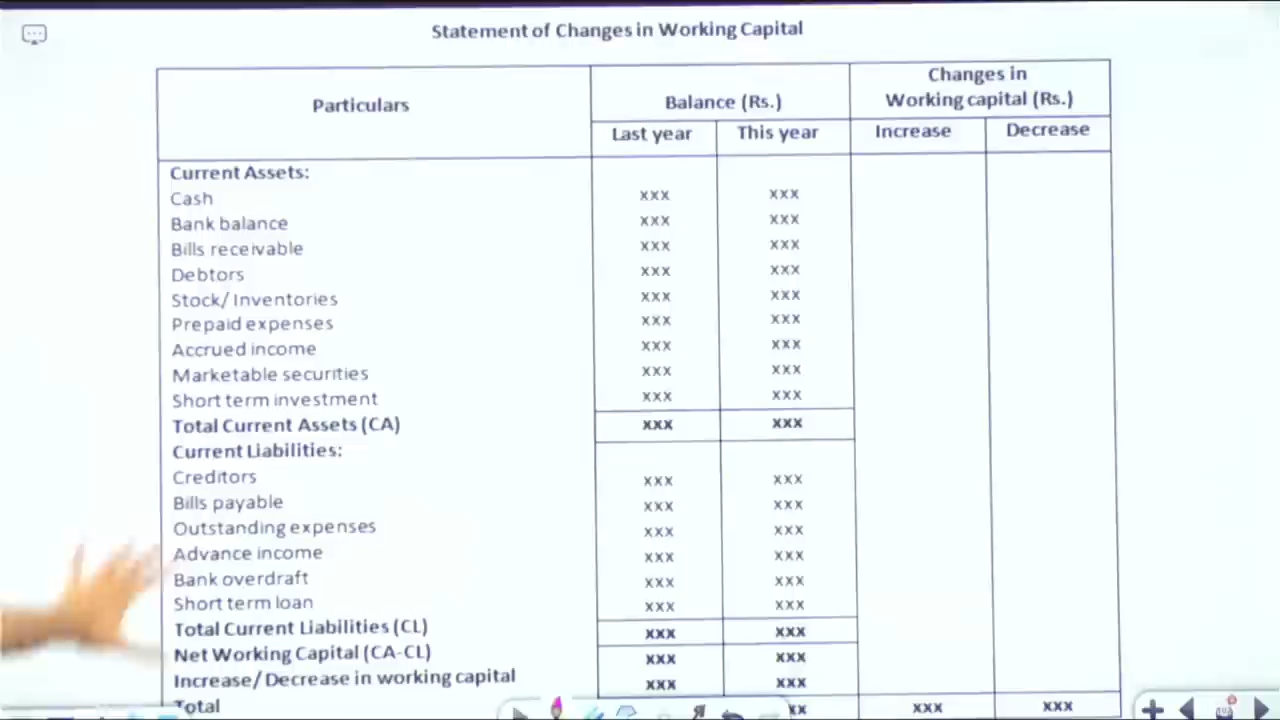 Statement of Changes in Working Capital
Particulars Balance (Rs.) Changes in Working capital (Rs.)
Last year This year Increase Decrease
Current Assets:
Cash xxx xxx
Bank balance xxx xxx
Bills receivable xxx xxx
Debtors xxx xxx
Stock/ Inventories xxx xxx
Prepaid expenses xxx xxx
Accrued income xxx xxx
Marketable securities xxx xxx
Short term investment xxx xxx
Total Current Assets (CA) xxx xxx
Current Liabilities:
Creditors xxx xxx
Bills payable xxx xxx
Outstanding expenses xxx xxx
Advance income xxx xxx
Bank overdraft xxx xxx
Short term loan xxx xxx
Total Current Liabilities (CL) xxx xxx
Net Working Capital (CA-CL) xxx xxx
Increase/ Decrease in working capital xxx xxx
Total xx xxx xxx